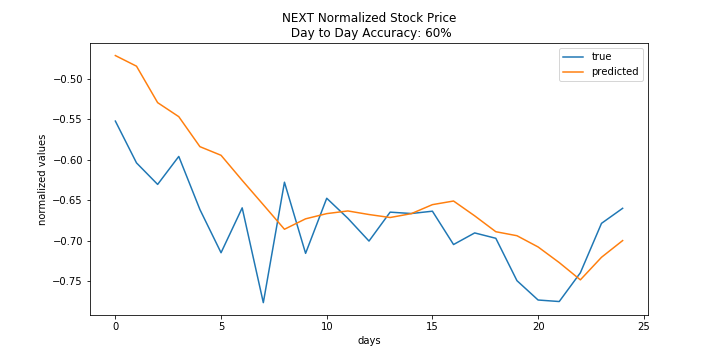 NEXT Normalized Stock Price
Day to Day Accuracy: 60%
true
predicted
−0.50
−0.55
−0.60
−0.65
−0.70
−0.75
normalized values
0 5 10 15 20 25
days